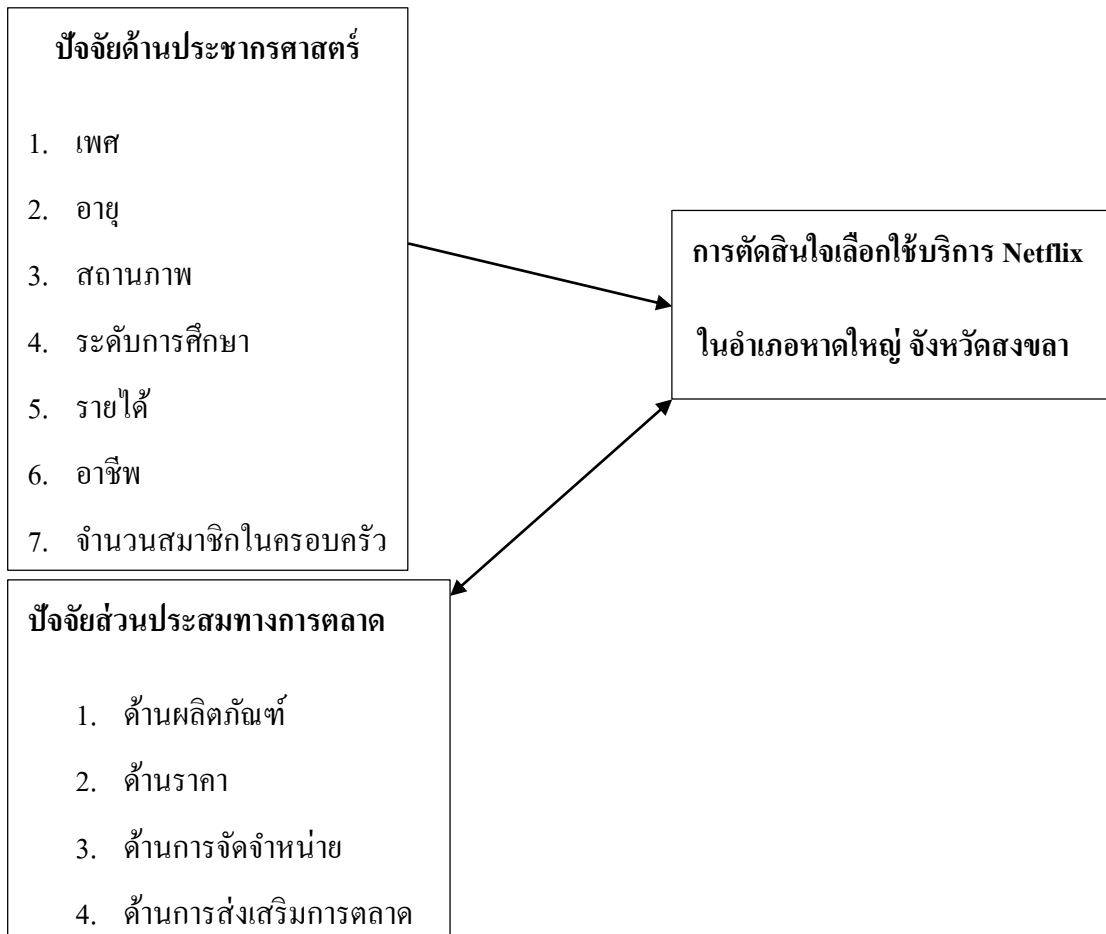 ปัจจัยด้านประชากรศาสตร์
1. เพศ
2. อายุ
3. สถานภาพ
4. ระดับการศึกษา
5. รายได้
6. อาชีพ
7. จำนวนสมาชิกในครอบครัว
การตัดสินใจเลือกใช้บริการ Netflix
ในอำเภอหาดใหญ่ จังหวัดสงขลา
ปัจจัยส่วนประสมทางการตลาด
1. ด้านผลิตภัณฑ์
2. ด้านราคา
3. ด้านการจัดจำหน่าย
4. ด้านการส่งเสริมการตลาด